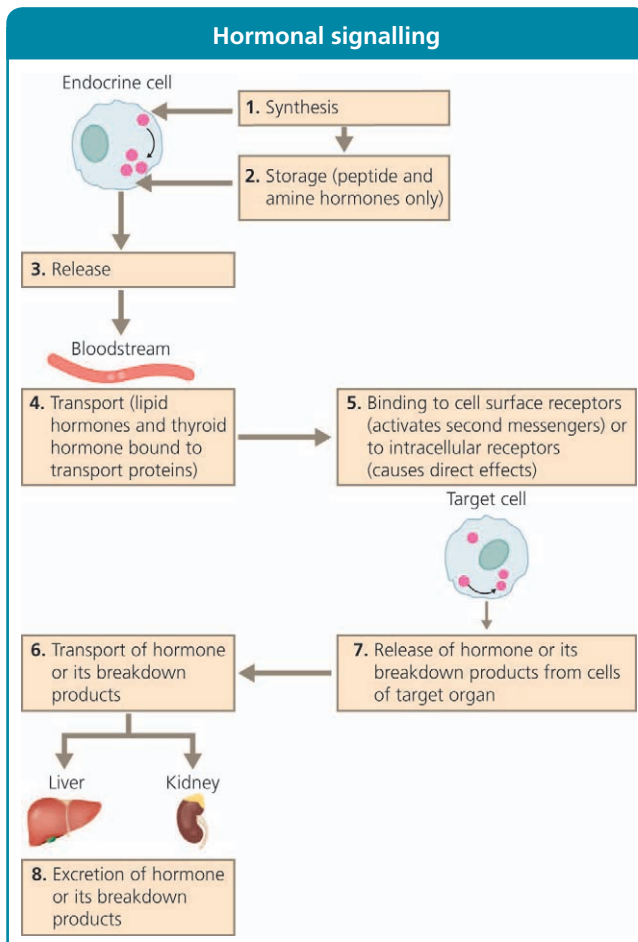 Hormonal signalling
Endocrine cell
1. Synthesis
2. Storage (peptide and
amine hormones only)
3. Release
Bloodstream
4. Transport (lipid
hormones and thyroid
hormone bound to
transport proteins)
5. Binding to cell surface receptors
(activates second messengers) or
to intracellular receptors
(causes direct effects)
Target cell
6. Transport of hormone
or its breakdown
products
7. Release of hormone or its
breakdown products from cells
of target organ
Liver
Kidney
8. Excretion of hormone
or its breakdown
products